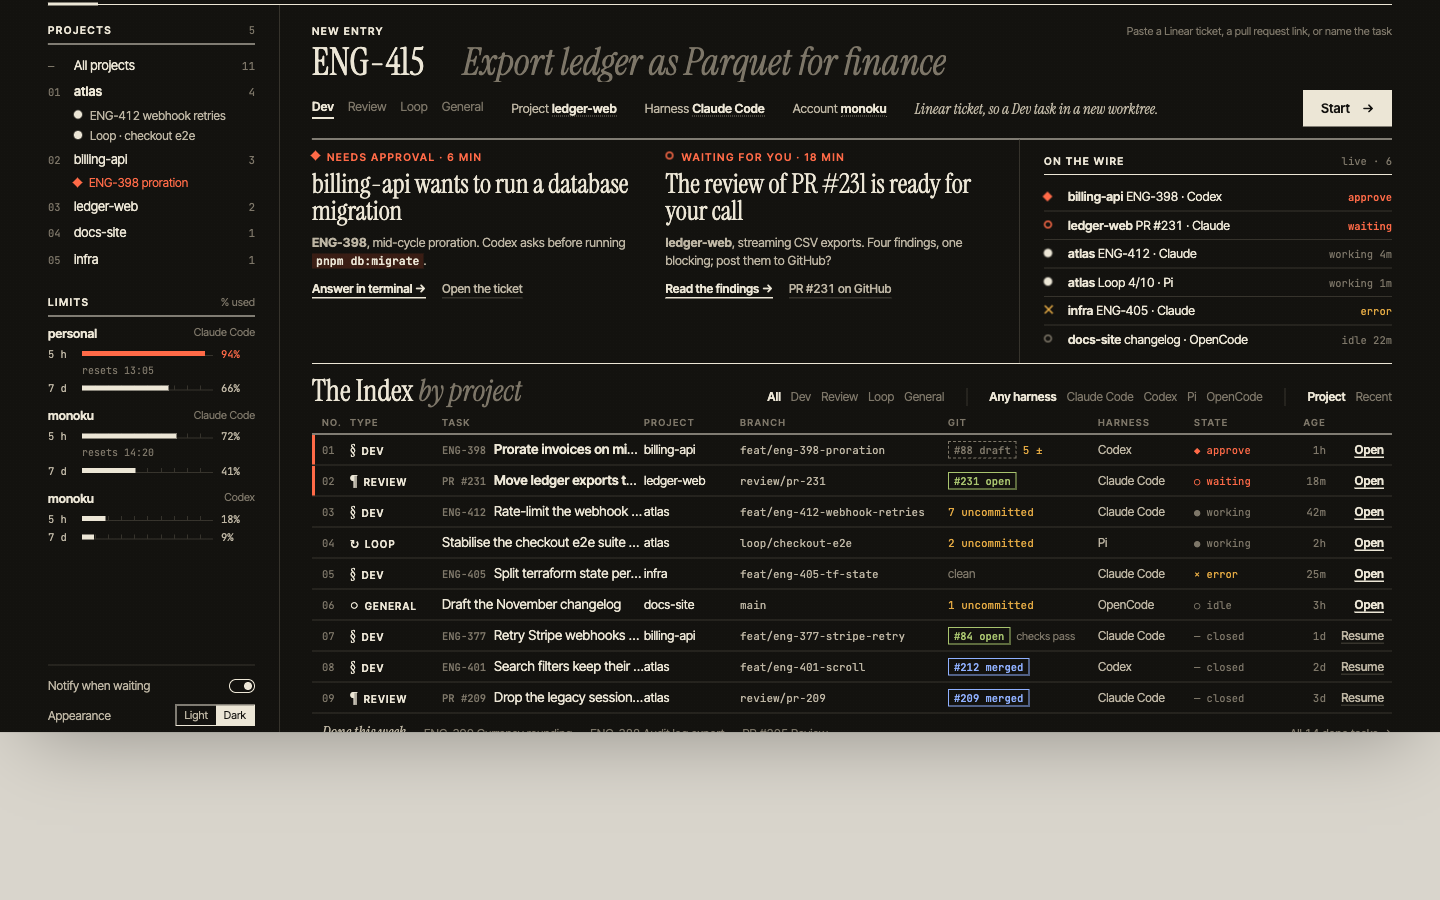 PROJECTS 5
— All projects 11
01 atlas 4
ENG-412 webhook retries
Loop · checkout e2e
02 billing-api 3
ENG-398 proration
03 ledger-web 2
04 docs-site 1
05 infra 1
LIMITS % used
personal Claude Code
5 h 94%
resets 13:05
7 d 66%
monoku Claude Code
5 h 72%
resets 14:20
7 d 41%
monoku Codex
5 h 18%
7 d 9%
Notify when waiting
Appearance Light Dark
NEW ENTRY Paste a Linear ticket, a pull request link, or name the task
ENG-415 Export ledger as Parquet for finance
Dev Review Loop General Project ledger-web Harness Claude Code Account monoku Linear ticket, so a Dev task in a new worktree. Start →
NEEDS APPROVAL · 6 MIN
billing-api wants to run a database
migration
ENG-398, mid-cycle proration. Codex asks before running
pnpm db:migrate.
Answer in terminal → Open the ticket
WAITING FOR YOU · 18 MIN
The review of PR #231 is ready for
your call
ledger-web, streaming CSV exports. Four findings, one
blocking; post them to GitHub?
Read the findings → PR #231 on GitHub
ON THE WIRE live · 6
billing-api ENG-398 · Codex approve
ledger-web PR #231 · Claude waiting
atlas ENG-412 · Claude working 4m
atlas Loop 4/10 · Pi working 1m
infra ENG-405 · Claude error
docs-site changelog · OpenCode idle 22m
The Index by project All Dev Review Loop General Any harness Claude Code Codex Pi OpenCode Project Recent
NO. TYPE TASK PROJECT BRANCH GIT HARNESS STATE AGE
01 § DEV ENG-398 Prorate invoices on mi... billing-api feat/eng-398-proration #88 draft 5 ± Codex ◆ approve 1h Open
02 ¶ REVIEW PR #231 Move ledger exports t... ledger-web review/pr-231 #231 open Claude Code ○ waiting 18m Open
03 § DEV ENG-412 Rate-limit the webhook ... atlas feat/eng-412-webhook-retries 7 uncommitted Claude Code ● working 42m Open
04 ↻ LOOP Stabilise the checkout e2e suite ... atlas loop/checkout-e2e 2 uncommitted Pi ● working 2h Open
05 § DEV ENG-405 Split terraform state per... infra feat/eng-405-tf-state clean Claude Code × error 25m Open
06 ○ GENERAL Draft the November changelog docs-site main 1 uncommitted OpenCode ○ idle 3h Open
07 § DEV ENG-377 Retry Stripe webhooks ... billing-api feat/eng-377-stripe-retry #84 open checks pass Claude Code — closed 1d Resume
08 § DEV ENG-401 Search filters keep their ... atlas feat/eng-401-scroll #212 merged Codex — closed 2d Resume
09 ¶ REVIEW PR #209 Drop the legacy session... atlas review/pr-209 #209 merged Claude Code — closed 3d Resume
Done this week